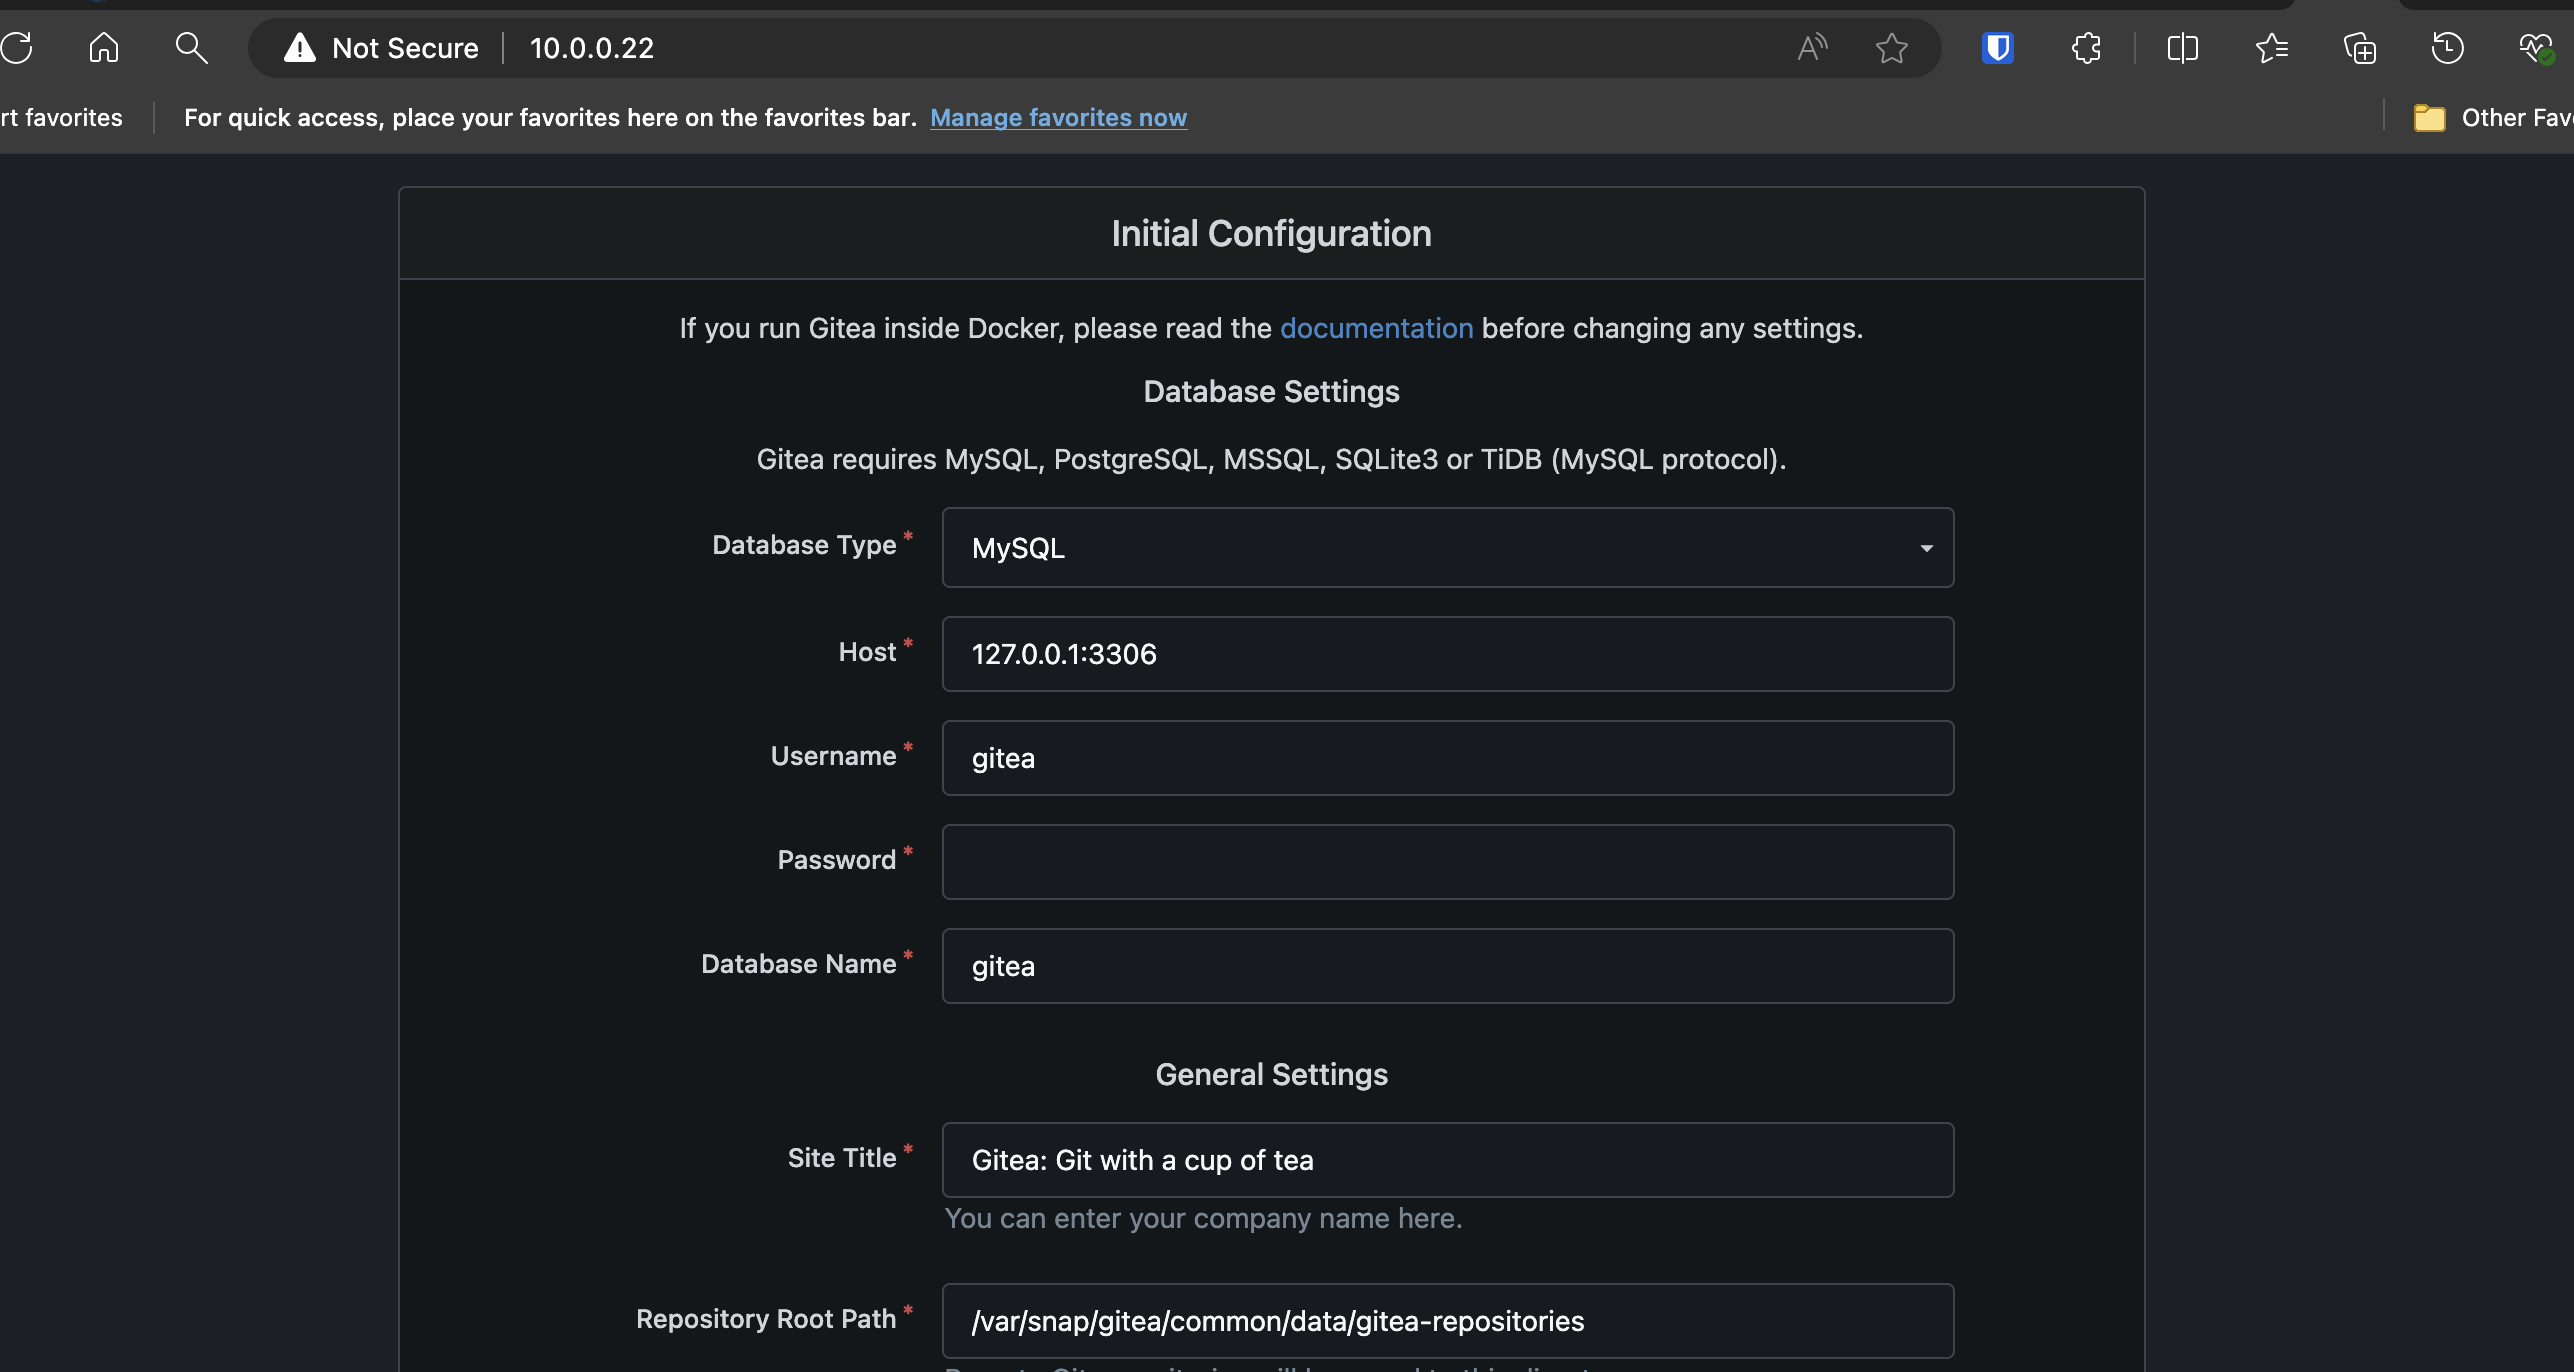 Not Secure 10.0.0.22
rt favorites For quick access, place your favorites here on the favorites bar. Manage favorites now Other Fav
Initial Configuration
If you run Gitea inside Docker, please read the documentation before changing any settings.
Database Settings
Gitea requires MySQL, PostgreSQL, MSSQL, SQLite3 or TiDB (MySQL protocol).
Database Type * MySQL
Host * 127.0.0.1:3306
Username * gitea
Password *
Database Name * gitea
General Settings
Site Title * Gitea: Git with a cup of tea
You can enter your company name here.
Repository Root Path * /var/snap/gitea/common/data/gitea-repositories